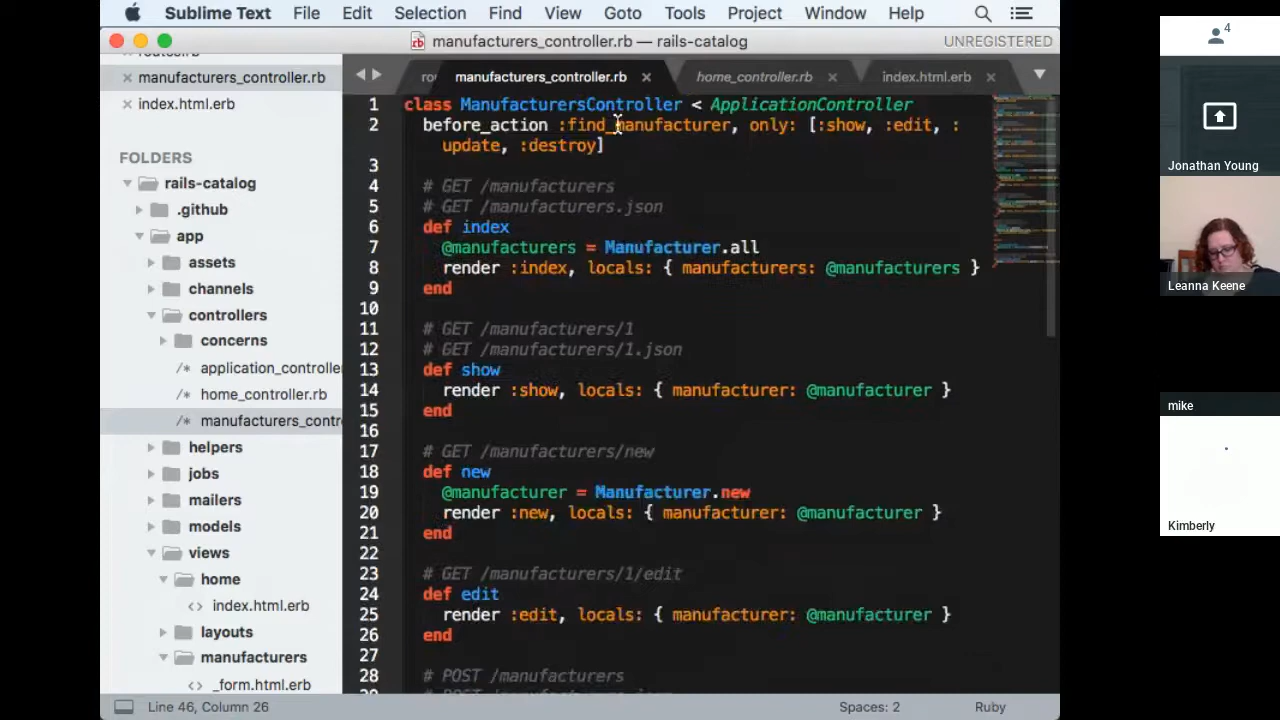 Sublime Text File Edit Selection Find View Goto Tools Project Window Help
manufacturers_controller.rb — rails-catalog
UNREGISTERED
routes.rb
manufacturers_controller.rb
index.html.erb
FOLDERS
rails-catalog
.github
app
assets
channels
controllers
concerns
application_controlle
home_controller.rb
manufacturers_contr
helpers
jobs
mailers
models
views
home
index.html.erb
layouts
manufacturers
_form.html.erb
rou manufacturers_controller.rb home_controller.rb index.html.erb
1 class ManufacturersController < ApplicationController
2 before_action :find_manufacturer, only: [:show, :edit, :
update, :destroy]
3
4 # GET /manufacturers
5 # GET /manufacturers.json
6 def index
7 @manufacturers = Manufacturer.all
8 render :index, locals: { manufacturers: @manufacturers }
9 end
10
11 # GET /manufacturers/1
12 # GET /manufacturers/1.json
13 def show
14 render :show, locals: { manufacturer: @manufacturer }
15 end
16
17 # GET /manufacturers/new
18 def new
19 @manufacturer = Manufacturer.new
20 render :new, locals: { manufacturer: @manufacturer }
21 end
22
23 # GET /manufacturers/1/edit
24 def edit
25 render :edit, locals: { manufacturer: @manufacturer }
26 end
27
28 # POST /manufacturers
Line 46, Column 26
Spaces: 2
Ruby
4
Jonathan Young
Leanna Keene
mike
Kimberly